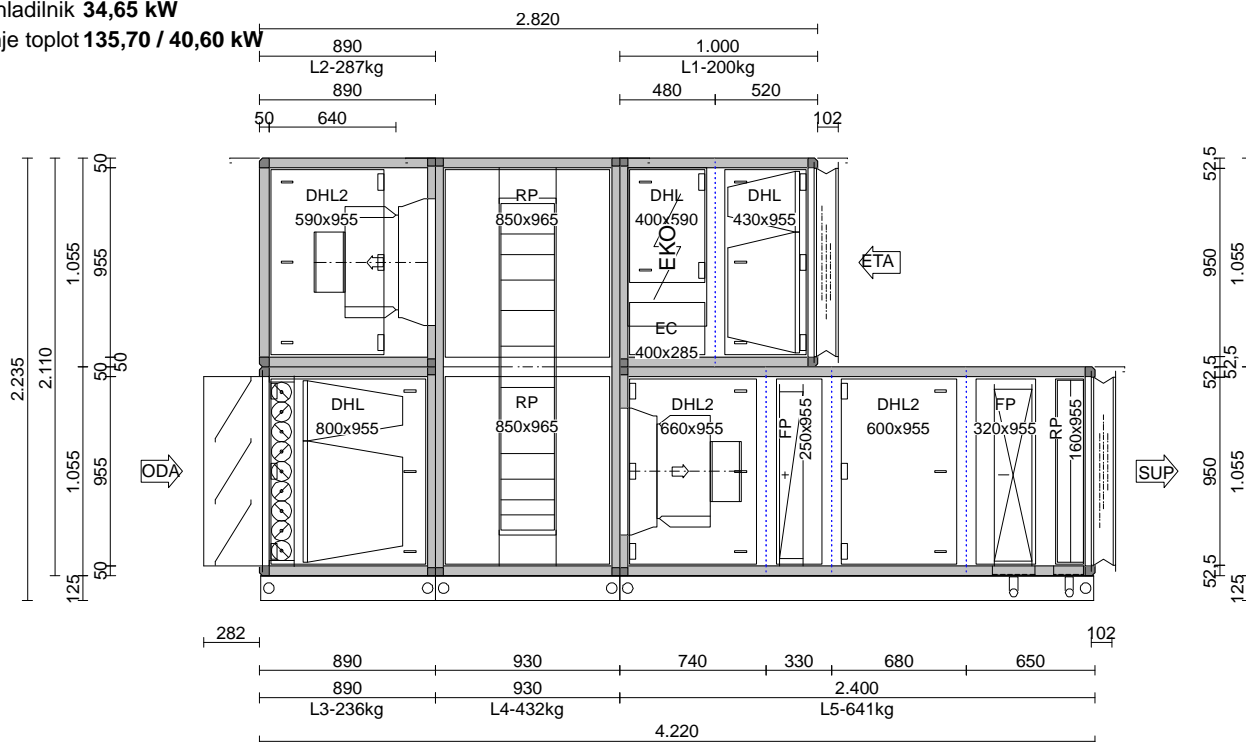 hladilnik 34,65 kW
nje toplot 135,70 / 40,60 kW
2.820
890
1.000
L2-287kg
L1-200kg
890
480
520
50
640
102
50
52,5
DHL2
590x955
RP
850x965
DHL
400x590
DHL
430x955
EKO
ETA
1.055
955
950
1.055
EC
400x285
2.235
2.110
50
50
50
52,5
52,5
DHL
800x955
RP
850x965
DHL2
660x955
FP
250x955
DHL2
600x955
FP
320x955
RP
160x955
ODA
SUP
1.055
955
950
1.055
+
50
125
52,5
125
282
102
890
930
740
330
680
650
890
930
2.400
L3-236kg
L4-432kg
L5-641kg
4.220